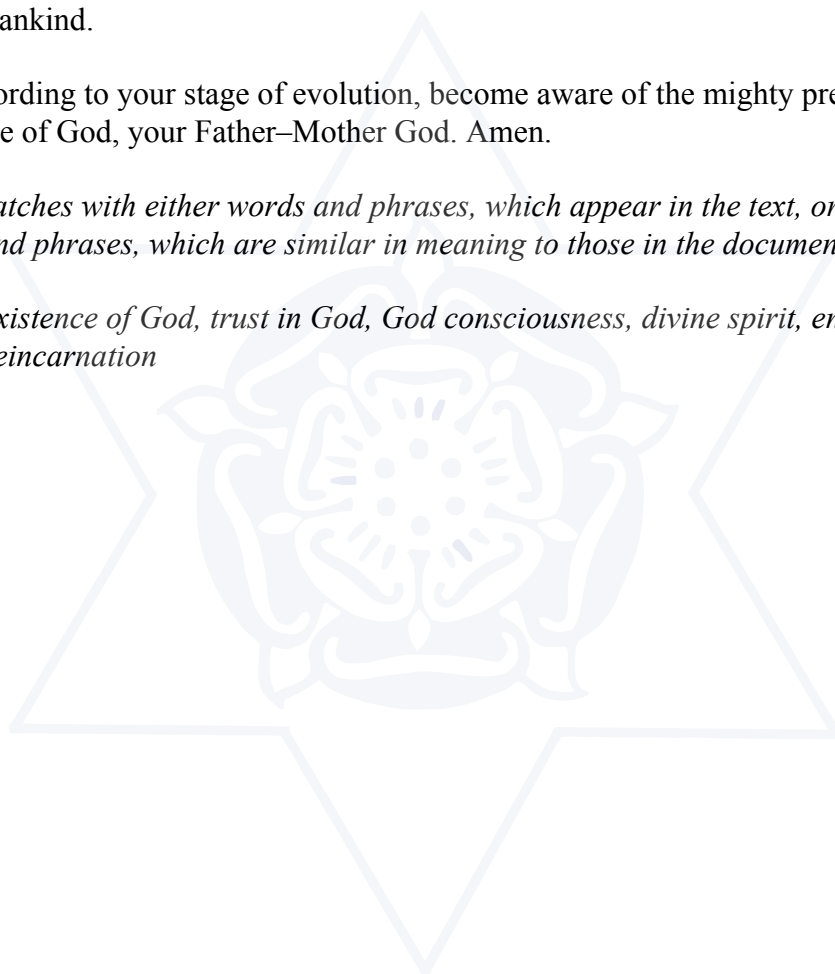 ankind.
ording to your stage of evolution, become aware of the mighty pre
e of God, your Father–Mother God. Amen.
atches with either words and phrases, which appear in the text, or
nd phrases, which are similar in meaning to those in the documen
xistence of God, trust in God, God consciousness, divine spirit, en
eincarnation